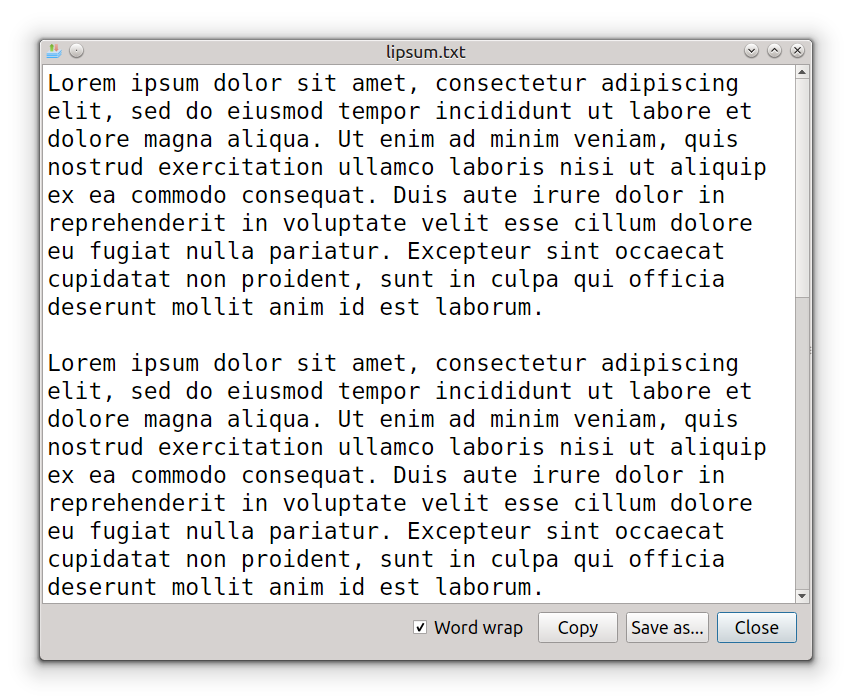 lipsum.txt
Lorem ipsum dolor sit amet, consectetur adipiscing
elit, sed do eiusmod tempor incididunt ut labore et
dolore magna aliqua. Ut enim ad minim veniam, quis
nostrud exercitation ullamco laboris nisi ut aliquip
ex ea commodo consequat. Duis aute irure dolor in
reprehenderit in voluptate velit esse cillum dolore
eu fugiat nulla pariatur. Excepteur sint occaecat
cupidatat non proident, sunt in culpa qui officia
deserunt mollit anim id est laborum.

Lorem ipsum dolor sit amet, consectetur adipiscing
elit, sed do eiusmod tempor incididunt ut labore et
dolore magna aliqua. Ut enim ad minim veniam, quis
nostrud exercitation ullamco laboris nisi ut aliquip
ex ea commodo consequat. Duis aute irure dolor in
reprehenderit in voluptate velit esse cillum dolore
eu fugiat nulla pariatur. Excepteur sint occaecat
cupidatat non proident, sunt in culpa qui officia
deserunt mollit anim id est laborum.
Word wrap Copy Save as... Close